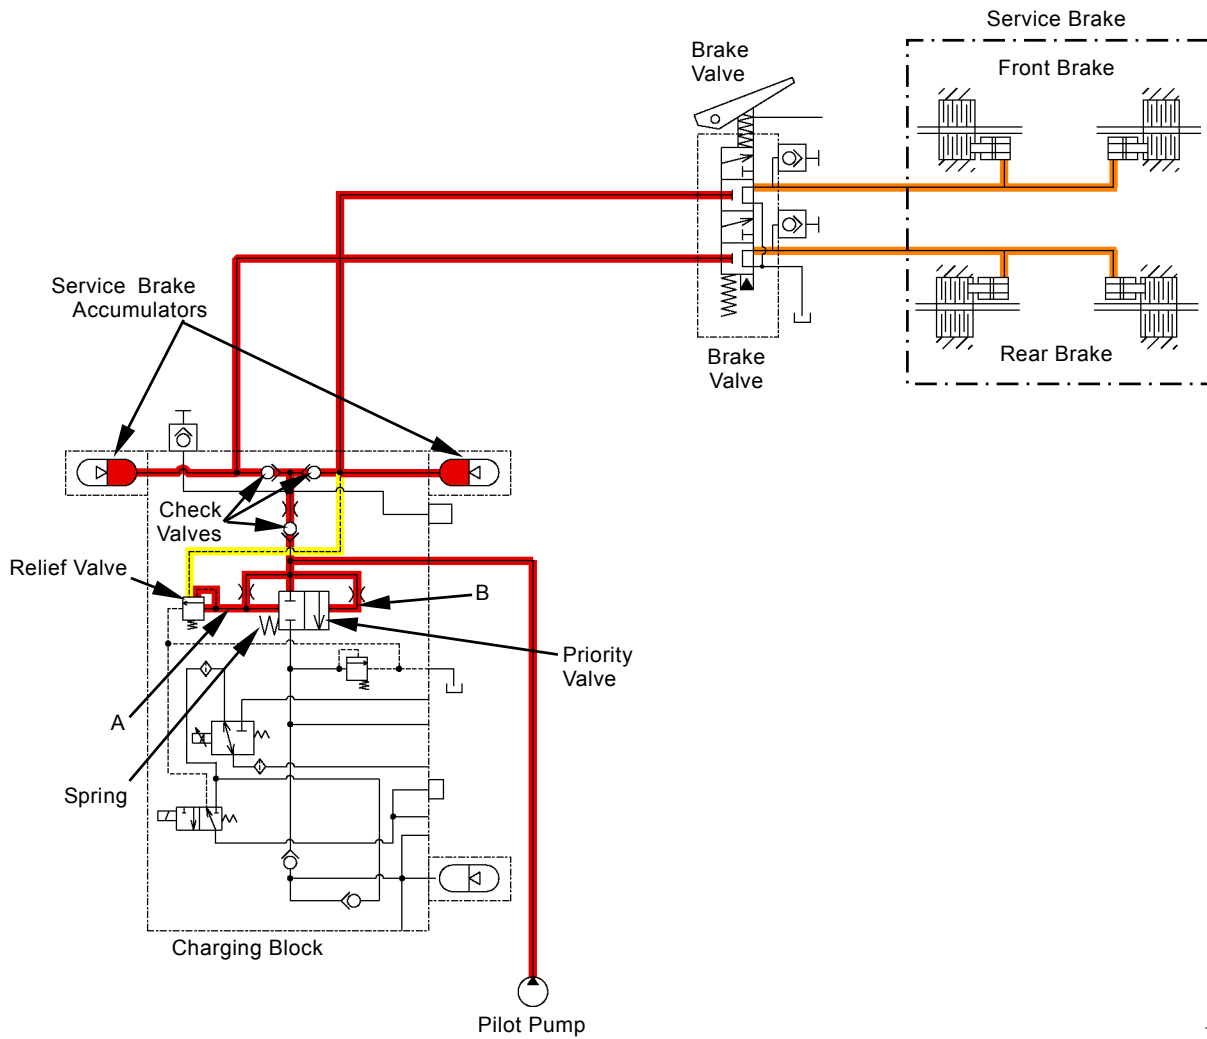 Service Brake
Brake
Valve
Front Brake
Service Brake
Accumulators
Brake
Valve
Rear Brake
Check
Valves
Relief Valve
B
Priority
Valve
A
Spring
Charging Block
Pilot Pump